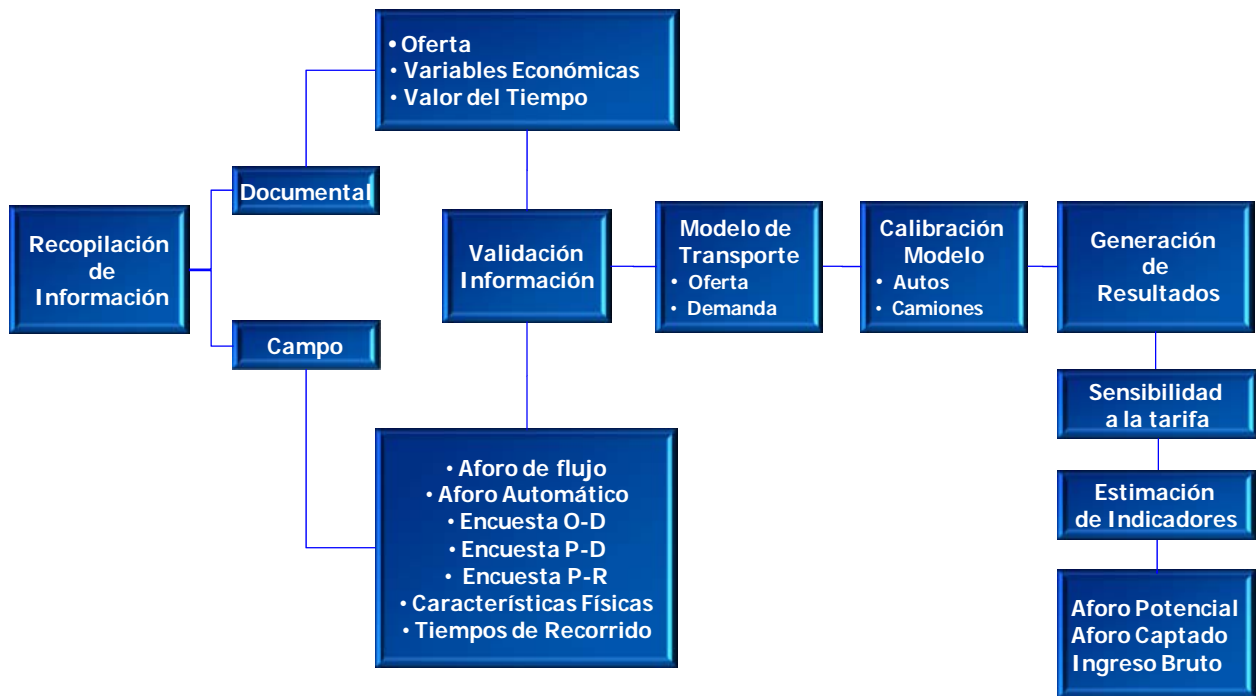 • Oferta
• Variables Económicas
• Valor del Tiempo
Documental
Recopilación
de
Información
Campo
Validación
Información
Modelo de
Transporte
• Oferta
• Demanda
Calibración
Modelo
• Autos
• Camiones
Generación
de
Resultados
Sensibilidad
a la tarifa
Estimación
de Indicadores
Aforo Potencial
Aforo Captado
Ingreso Bruto
• Aforo de flujo
• Aforo Automático
• Encuesta O-D
• Encuesta P-D
• Encuesta P-R
• Características Físicas
• Tiempos de Recorrido